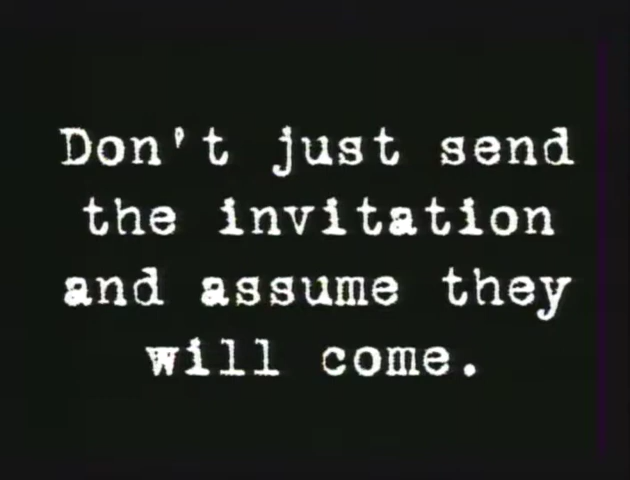 Don't just send
the invitation
and assume they
will come.